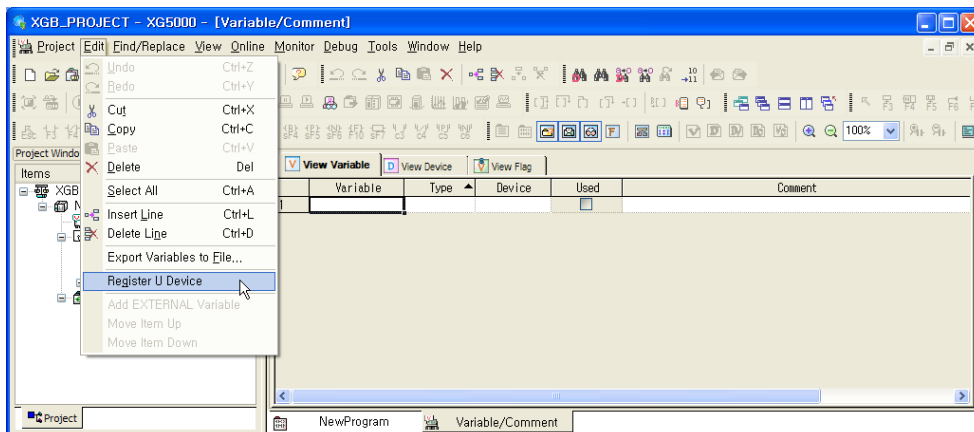 XGB_PROJECT - XG5000 - [Variable/Comment]
Project Edit Find/Replace View Online Monitor Debug Tools Window Help
Undo Ctrl+Z
Redo Ctrl+Y
Cut Ctrl+X
Copy Ctrl+C
Paste Ctrl+V
Delete Del
Select All Ctrl+A
Insert Line Ctrl+L
Delete Line Ctrl+D
Export Variables to File...
Register U Device
Add EXTERNAL Variable
Move Item Up
Move Item Down
100%
Project Windo
Items
XGB
View Variable View Device View Flag
Variable Type Device Used Comment
1
Project
NewProgram Variable/Comment